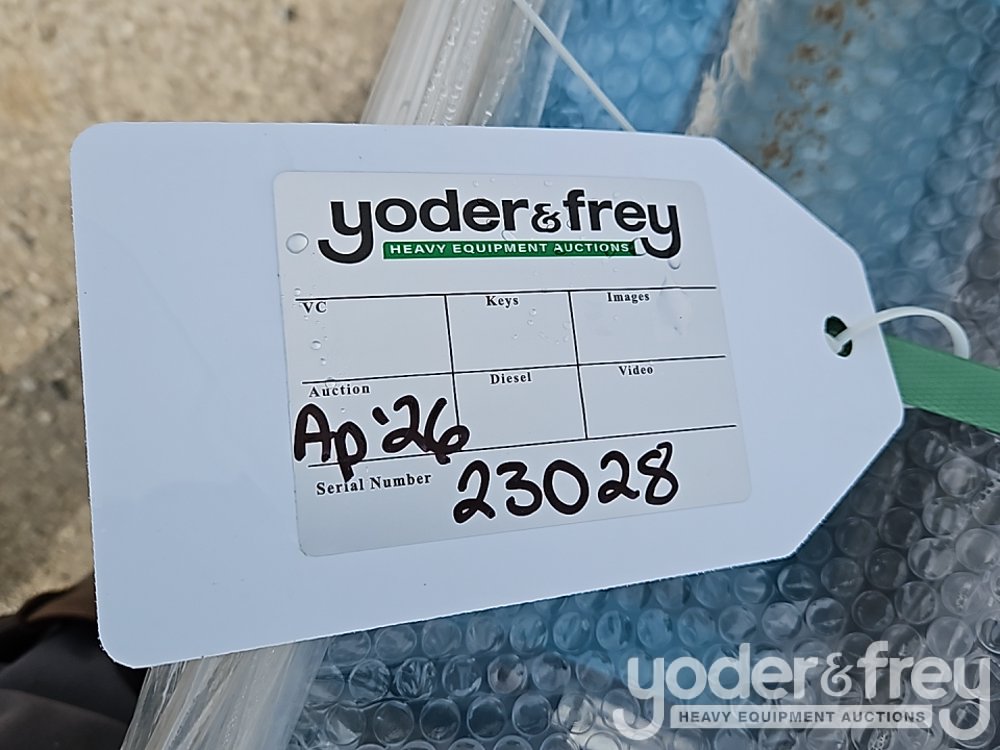 yoder&frey
HEAVY EQUIPMENT AUCTIONS
VC Keys Images
Auction Diesel Video
Ap '26
Serial Number 23028
yoder&frey
HEAVY EQUIPMENT AUCTIONS